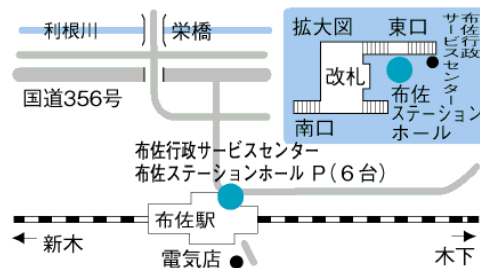 利根川
栄橋
国道356号
拡大図
東口
布佐行政
サービスセンター
改札
布佐
ステーション
ホール
南口
布佐行政サービスセンター
布佐ステーションホール P(6台)
布佐駅
新木
木下
電気店